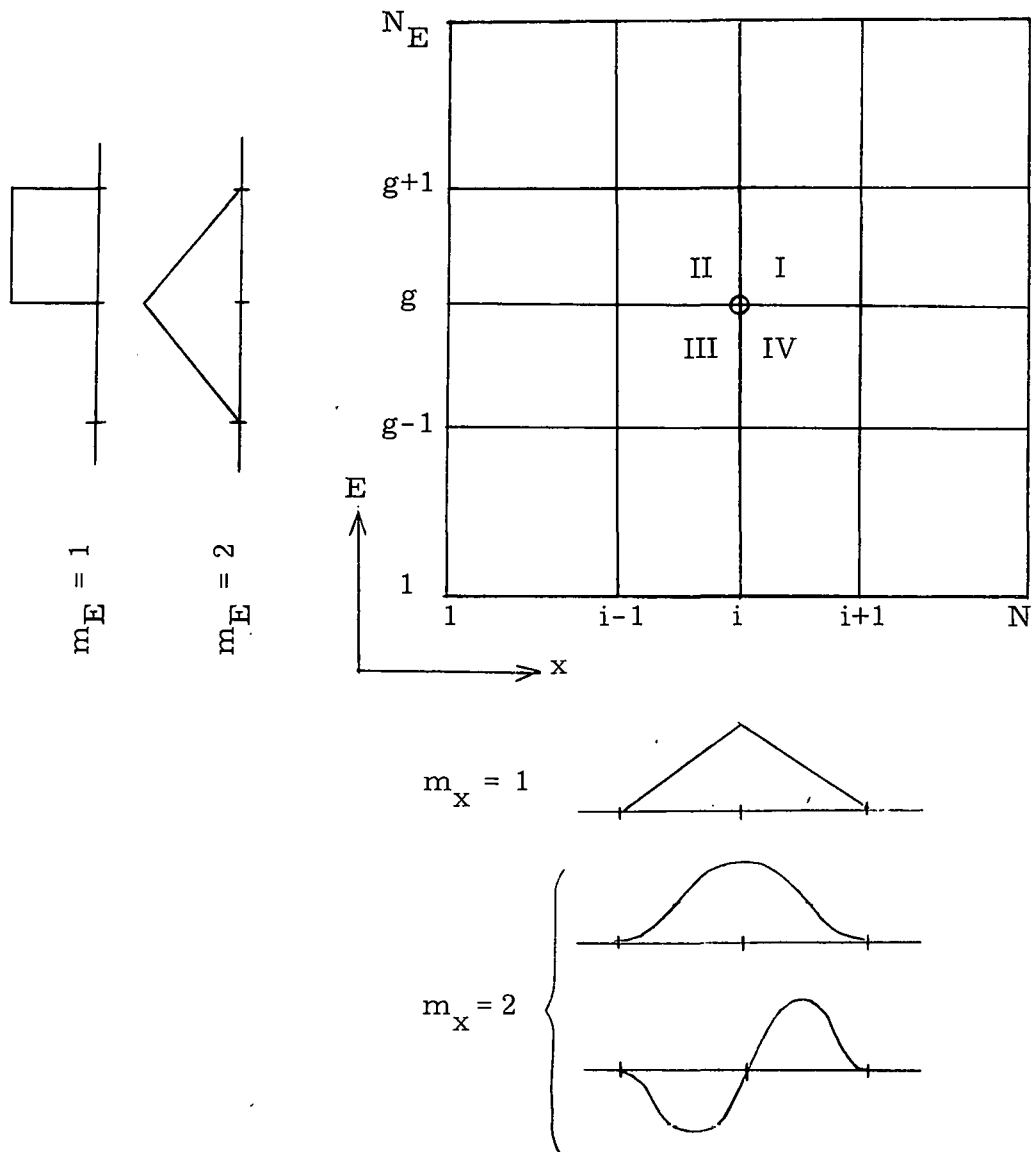 N_E
g+1
II I
g
III IV
g-1
E
1
1 i-1 i i+1 N
x
m_E = 1
m_E = 2
m_x = 1
m_x = 2